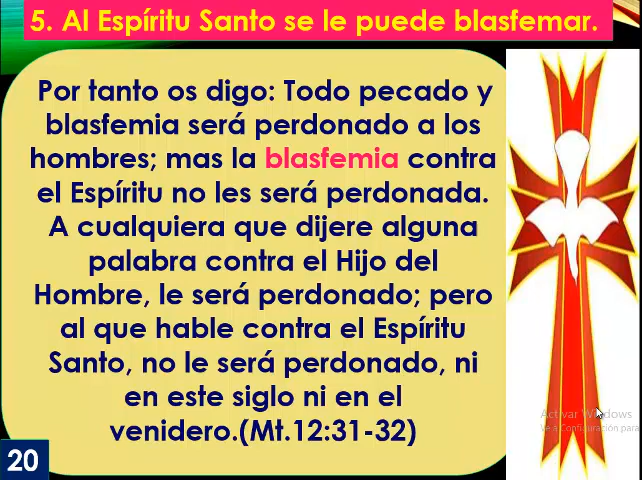 5. Al Espíritu Santo se le puede blasfemar.
Por tanto os digo: Todo pecado y
blasfemia será perdonado a los
hombres; mas la blasfemia contra
el Espíritu no les será perdonada.
A cualquiera que dijere alguna
palabra contra el Hijo del
Hombre, le será perdonado; pero
al que hable contra el Espíritu
Santo, no le será perdonado, ni
en este siglo ni en el
venidero.(Mt.12:31-32)
Activar Windows
Ve a Configuración para
20